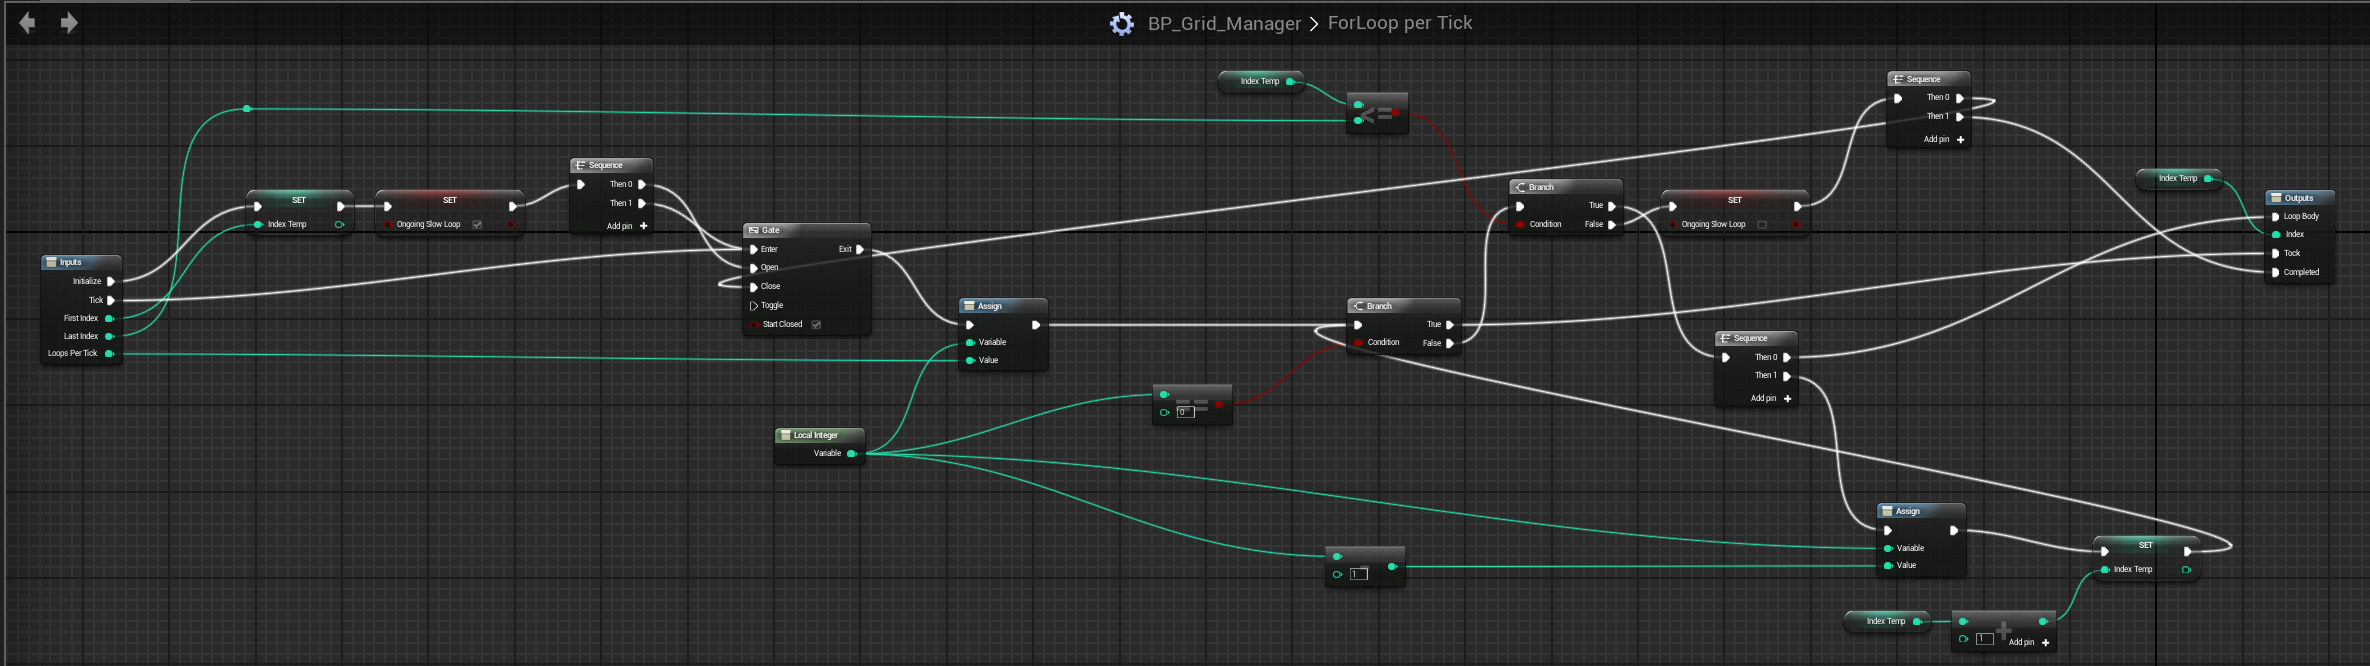 BP_Grid_Manager > ForLoop per Tick
Index Temp
<=
Sequence
Then 0
Then 1
Add pin +
Sequence
Then 0
Then 1
Add pin +
SET
Index Temp
SET
Ongoing Slow Loop
Branch
True
Condition
False
SET
Ongoing Slow Loop
Index Temp
Outputs
Loop Body
Index
Tock
Completed
Inputs
Initialize
Tick
First Index
Last Index
Loops Per Tick
Gate
Enter
Exit
Open
Close
Toggle
Start Closed
Assign
Variable
Value
Branch
True
Condition
False
Sequence
Then 0
Then 1
Add pin +
==
0
Local Integer
Variable
-
1
Assign
Variable
Value
SET
Index Temp
Index Temp
+
1
Add pin +